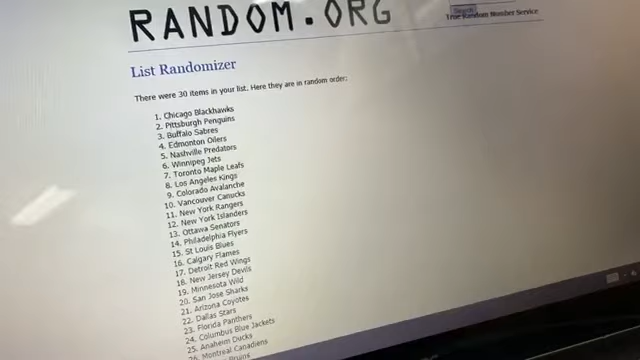 RANDOM.ORG
Search
True Random Number Service
List Randomizer
There were 30 items in your list. Here they are in random order:
1. Chicago Blackhawks
2. Pittsburgh Penguins
3. Buffalo Sabres
4. Edmonton Oilers
5. Nashville Predators
6. Winnipeg Jets
7. Toronto Maple Leafs
8. Los Angeles Kings
9. Colorado Avalanche
10. Vancouver Canucks
11. New York Rangers
12. New York Islanders
13. Ottawa Senators
14. Philadelphia Flyers
15. St Louis Blues
16. Calgary Flames
17. Detroit Red Wings
18. New Jersey Devils
19. Minnesota Wild
20. San Jose Sharks
21. Arizona Coyotes
22. Dallas Stars
23. Florida Panthers
24. Columbus Blue Jackets
25. Anaheim Ducks
26. Montreal Canadiens
Bruins